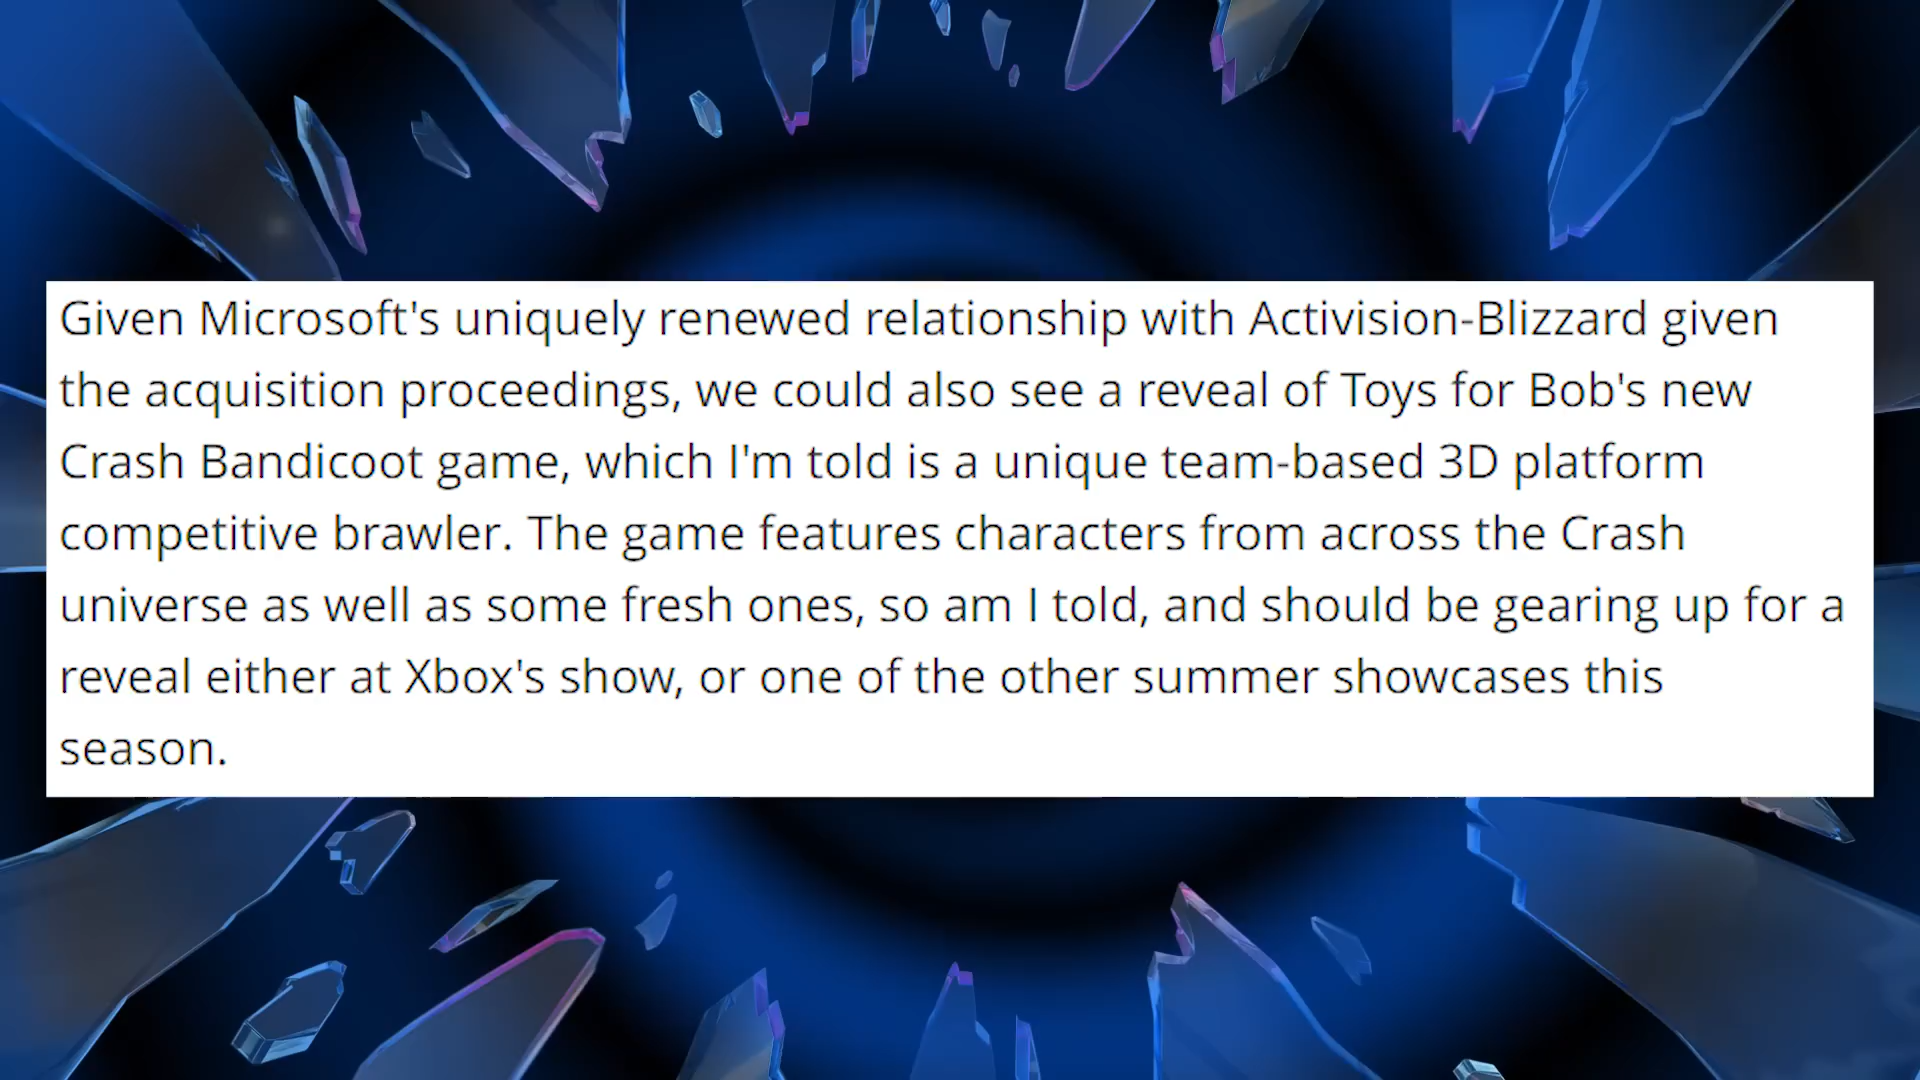 Given Microsoft's uniquely renewed relationship with Activision-Blizzard given
the acquisition proceedings, we could also see a reveal of Toys for Bob's new
Crash Bandicoot game, which I'm told is a unique team-based 3D platform
competitive brawler. The game features characters from across the Crash
universe as well as some fresh ones, so am I told, and should be gearing up for a
reveal either at Xbox's show, or one of the other summer showcases this
season.